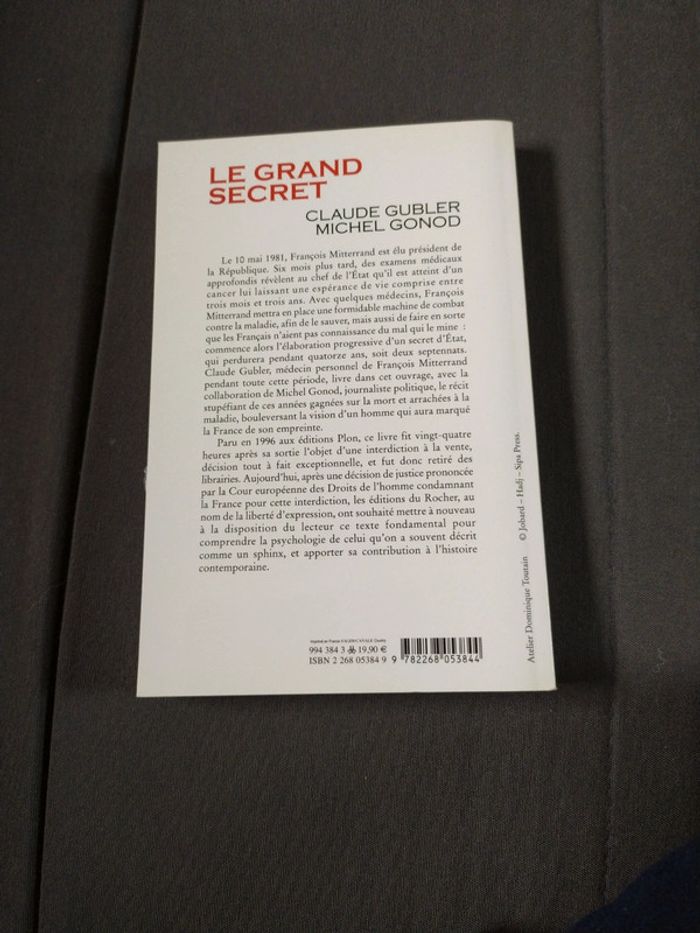 LE GRAND
SECRET
CLAUDE GUBLER
MICHEL GONOD
Le 10 mai 1981, François Mitterrand est élu président de
la République. Six mois plus tard, des examens médicaux
approfondis révèlent au chef de l'État qu'il est atteint d'un
cancer lui laissant une espérance de vie comprise entre
trois mois et trois ans. Avec quelques médecins, François
Mitterrand mettra en place une formidable machine de combat
contre la maladie, afin de le sauver, mais aussi de faire en sorte
que les Français n'aient pas connaissance du mal qui le mine :
commence alors l'élaboration progressive d'un secret d'État,
qui perdurera pendant quatorze ans, soit deux septennats.
Claude Gubler, médecin personnel de François Mitterrand
pendant toute cette période, livre dans cet ouvrage, avec la
collaboration de Michel Gonod, journaliste politique, le récit
stupéfiant de ces années gagnées sur la mort et arrachées à la
maladie, bouleversant la vision d'un homme qui aura marqué
la France de son empreinte.
Paru en 1996 aux éditions Plon, ce livre fit vingt-quatre
heures après sa sortie l'objet d'une interdiction à la vente,
décision tout à fait exceptionnelle, et fut donc retiré des
librairies. Aujourd'hui, après une décision de justice prononcée
par la Cour européenne des Droits de l'homme condamnant
la France pour cette interdiction, les éditions du Rocher, au
nom de la liberté d'expression, ont souhaité mettre à nouveau
à la disposition du lecteur ce texte fondamental pour
comprendre la psychologie de celui qu'on a souvent décrit
comme un sphinx, et apporter sa contribution à l'histoire
contemporaine.
994 384 3 19,90 €
ISBN 2 268 05384 9
9 782268 053844
Atelier Dominique Toutain © Jobard – Hadj – Sipa Press.